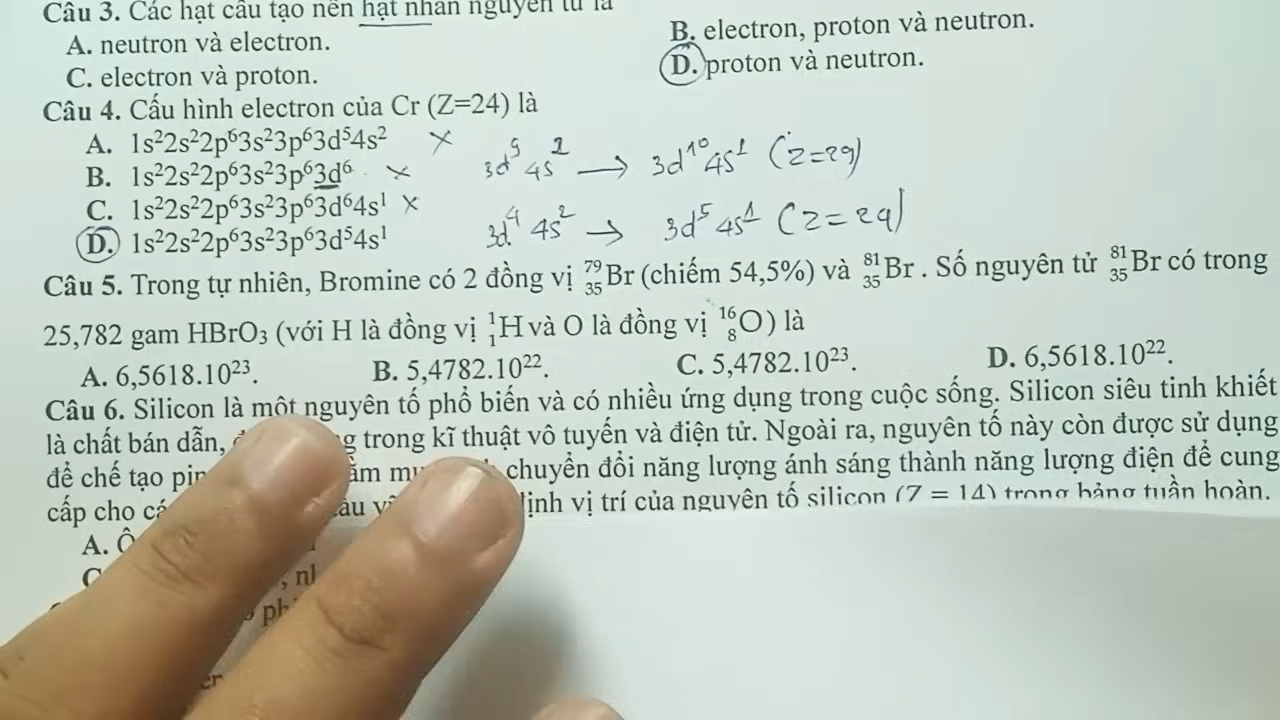 Câu 3. Các hạt cấu tạo nên hạt nhân nguyên tử là
A. neutron và electron.
B. electron, proton và neutron.
C. electron và proton.
D. proton và neutron.
Câu 4. Cấu hình electron của Cr (Z=24) là
A. 1s²2s²2p⁶3s²3p⁶3d⁵4s² ×
B. 1s²2s²2p⁶3s²3p⁶3d⁶ ×
C. 1s²2s²2p⁶3s²3p⁶3d⁶4s¹ ×
D. 1s²2s²2p⁶3s²3p⁶3d⁵4s¹
3d⁹ 4s² → 3d¹⁰ 4s¹ (Z=29)
3d⁴ 4s² → 3d⁵ 4s¹ (Z=24)
Câu 5. Trong tự nhiên, Bromine có 2 đồng vị ⁷⁹₃₅Br (chiếm 54,5%) và ⁸¹₃₅Br . Số nguyên tử ⁸¹₃₅Br có trong
25,782 gam HBrO₃ (với H là đồng vị ¹₁H và O là đồng vị ¹⁶₈O) là
A. 6,5618.10²³. B. 5,4782.10²². C. 5,4782.10²³. D. 6,5618.10²².
Câu 6. Silicon là một nguyên tố phổ biến và có nhiều ứng dụng trong cuộc sống. Silicon siêu tinh khiết
là chất bán dẫn, trong kĩ thuật vô tuyến và điện tử. Ngoài ra, nguyên tố này còn được sử dụng
để chế tạo pin chuyển đổi năng lượng ánh sáng thành năng lượng điện để cung
cấp cho vị trí của nguyên tố silicon (Z = 14) trong bảng tuần hoàn.
A. Ô
C